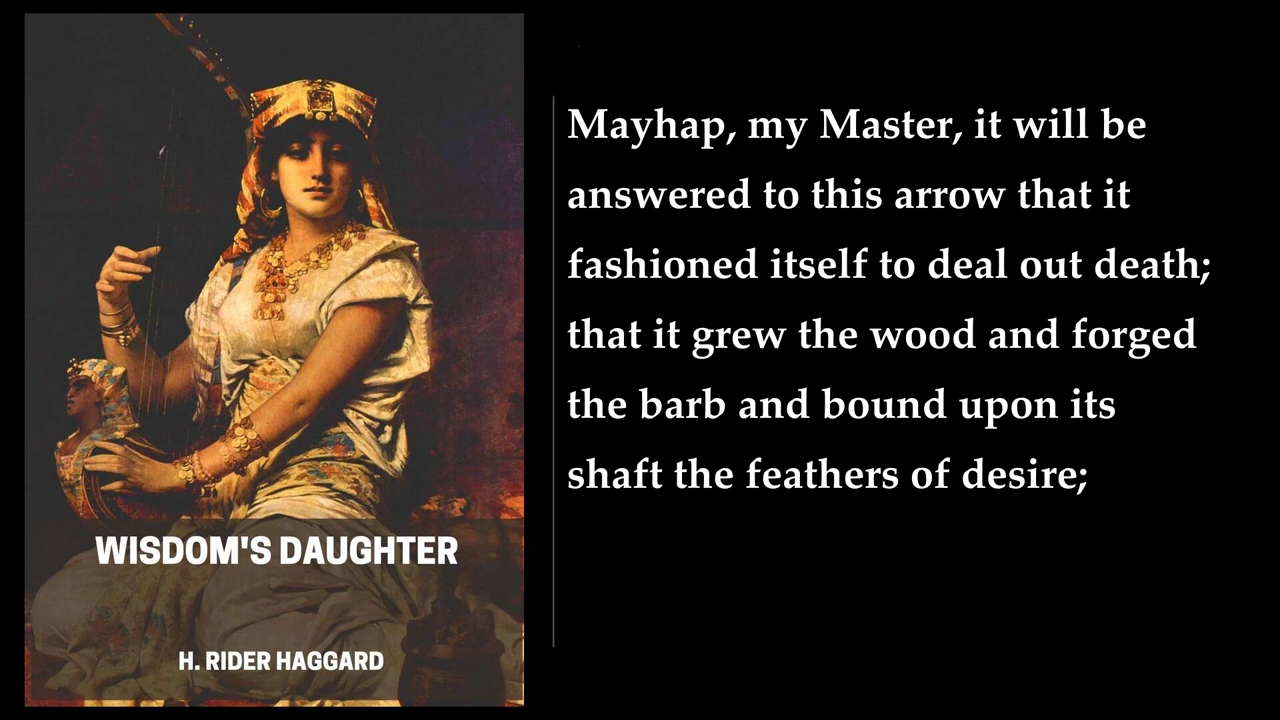 WISDOM'S DAUGHTER
H. RIDER HAGGARD
Mayhap, my Master, it will be
answered to this arrow that it
fashioned itself to deal out death;
that it grew the wood and forged
the barb and bound upon its
shaft the feathers of desire;